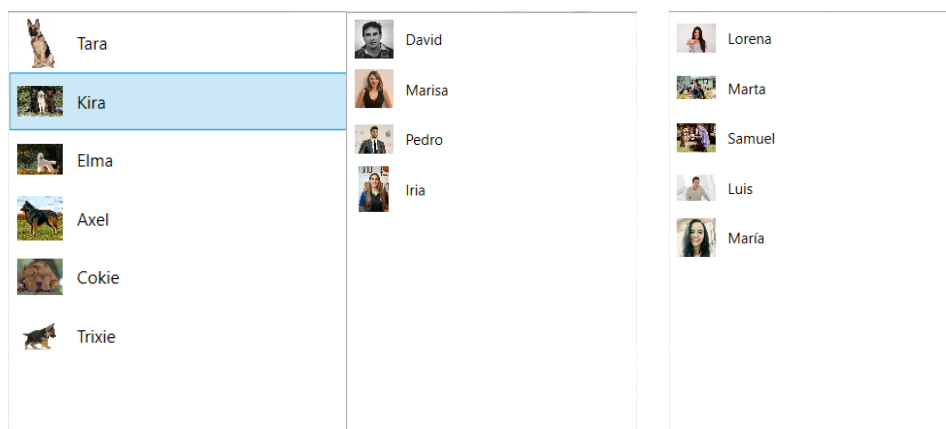 Tara
Kira
Elma
Axel
Cokie
Trixie
David
Marisa
Pedro
Iria
Lorena
Marta
Samuel
Luis
María